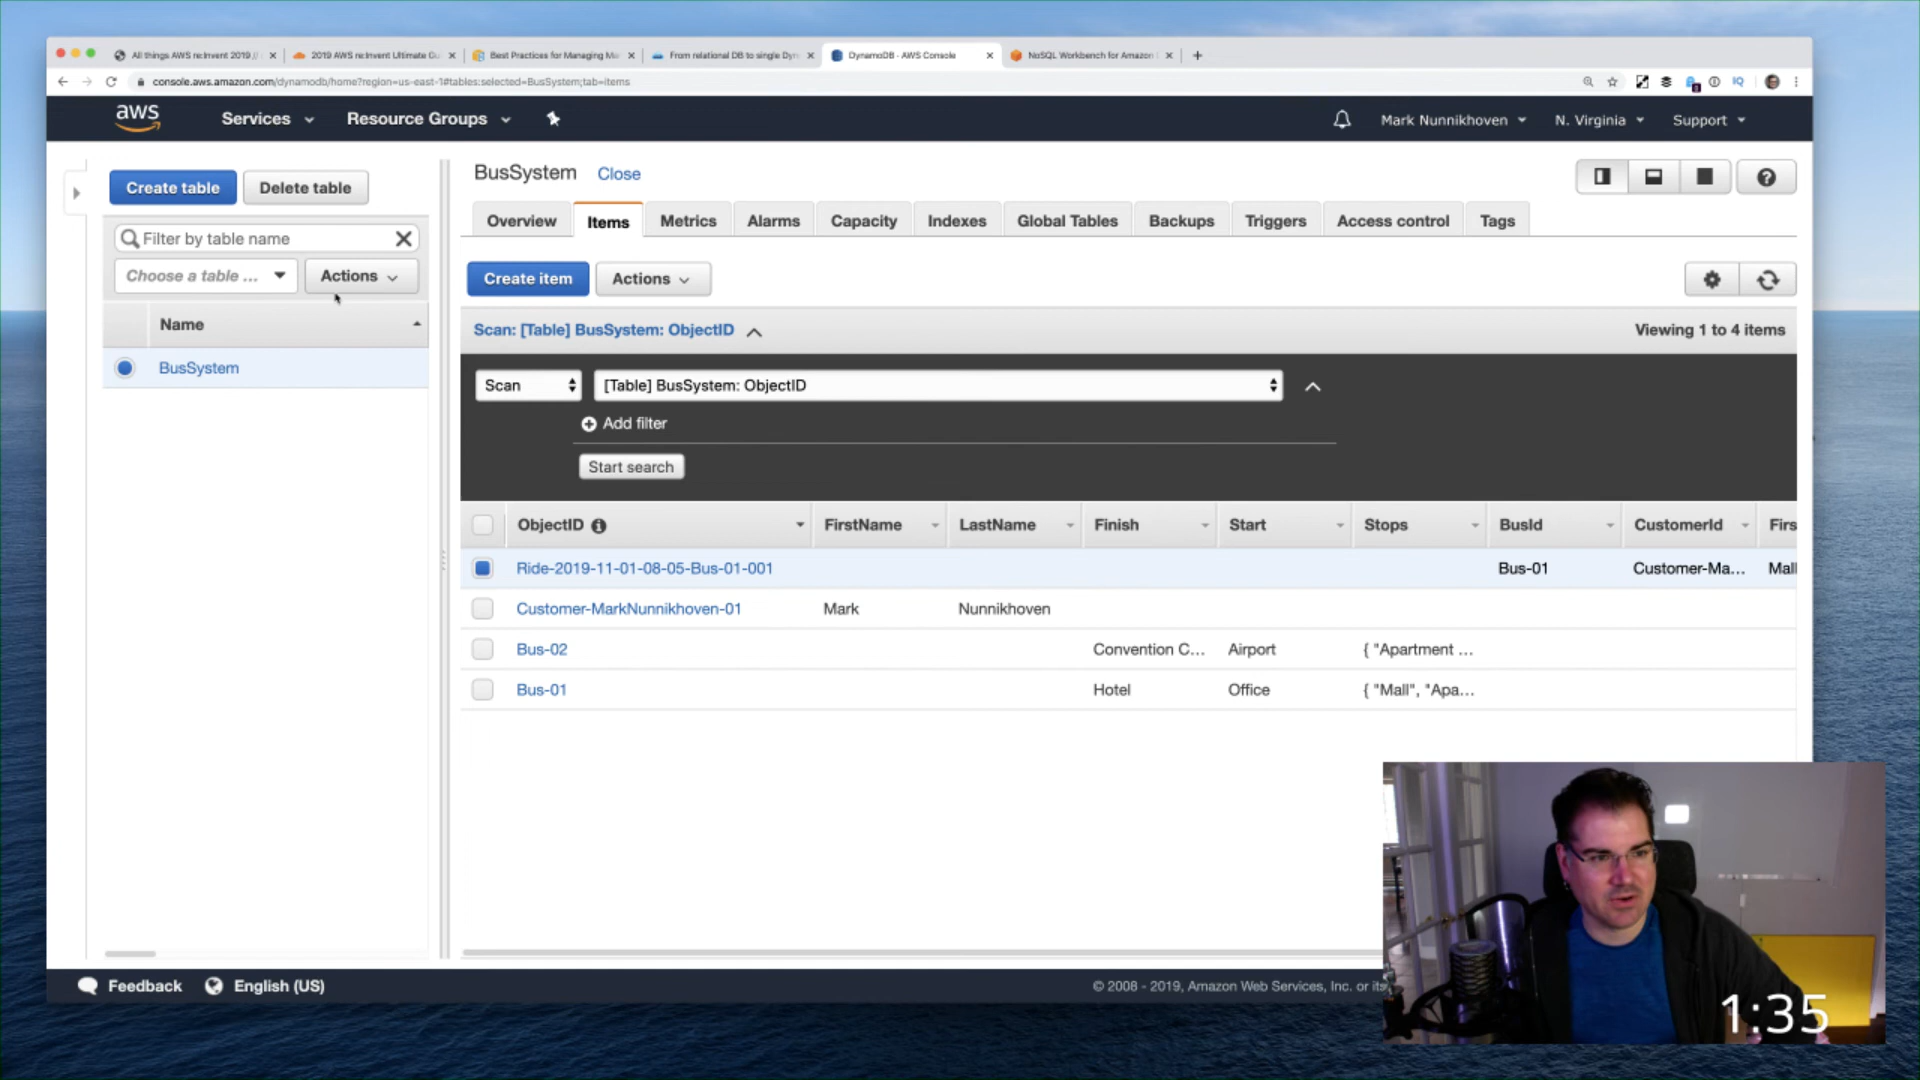 All things AWS re:Invent 2019 //
2019 AWS re:Invent Ultimate Gu
Best Practices for Managing Ma
From relational DB to single Dyn
DynamoDB - AWS Console
NoSQL Workbench for Amazon
console.aws.amazon.com/dynamodb/home?region=us-east-1#tables:selected=BusSystem;tab=items
aws
Services
Resource Groups
Mark Nunnikhoven
N. Virginia
Support
Create table
Delete table
Filter by table name
Choose a table ...
Actions
Name
BusSystem
BusSystem
Close
Overview
Items
Metrics
Alarms
Capacity
Indexes
Global Tables
Backups
Triggers
Access control
Tags
Create item
Actions
Scan: [Table] BusSystem: ObjectID
Viewing 1 to 4 items
Scan
[Table] BusSystem: ObjectID
Add filter
Start search
ObjectID FirstName LastName Finish Start Stops BusId CustomerId Firs
Ride-2019-11-01-08-05-Bus-01-001 Bus-01 Customer-Ma... Mall
Customer-MarkNunnikhoven-01 Mark Nunnikhoven
Bus-02 Convention C... Airport { "Apartment ...
Bus-01 Hotel Office { "Mall", "Apa...
Feedback
English (US)
© 2008 - 2019, Amazon Web Services, Inc. or its
1:35